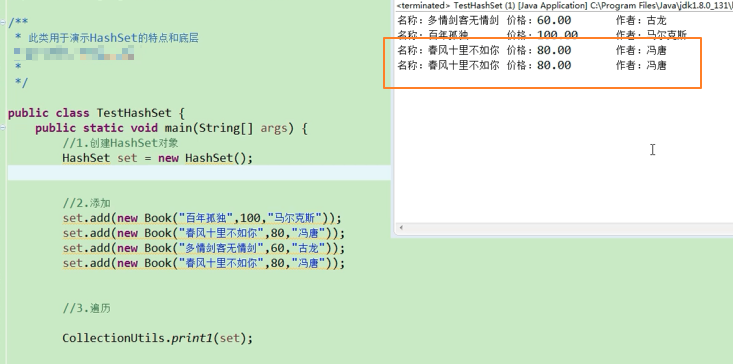 /**
 * 此类用于演示HashSet的特点和底层
 *
 */
public class TestHashSet {
    public static void main(String[] args) {
        //1.创建HashSet对象
        HashSet set = new HashSet();
        //2.添加
        set.add(new Book("百年孤独",100,"马尔克斯"));
        set.add(new Book("春风十里不如你",80,"冯唐"));
        set.add(new Book("多情剑客无情剑",60,"古龙"));
        set.add(new Book("春风十里不如你",80,"冯唐"));
        //3.遍历
        CollectionUtils.print1(set);
<terminated> TestHashSet (1) [Java Application] C:\Program Files\Java\jdk1.8.0_131\
名称：多情剑客无情剑 价格：60.00 作者：古龙
名称：百年孤独 价格：100.00 作者：马尔克斯
名称：春风十里不如你 价格：80.00 作者：冯唐
名称：春风十里不如你 价格：80.00 作者：冯唐